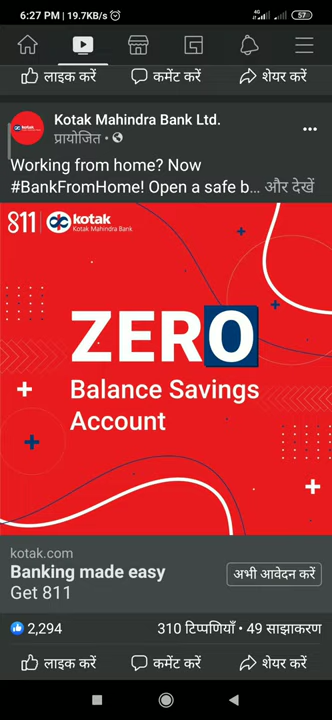 6:27 PM | 19.7KB/s
4G
57
लाइक करें कमेंट करें शेयर करें
kotak
Kotak Mahindra Bank Ltd.
प्रायोजित •
Working from home? Now
#BankFromHome! Open a safe b... और देखें
811 | kotak
Kotak Mahindra Bank
ZERO
Balance Savings
Account
kotak.com
Banking made easy
Get 811
अभी आवेदन करें
2,294 310 टिप्पणियाँ • 49 साझाकरण
लाइक करें कमेंट करें शेयर करें